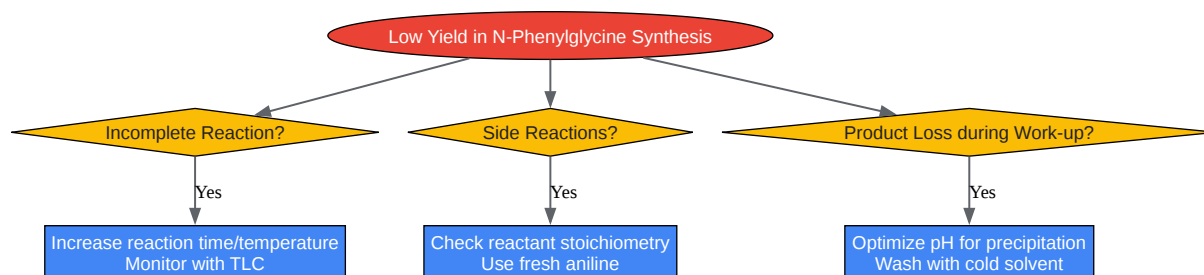 Low Yield in N-Phenylglycine Synthesis
Incomplete Reaction?
Side Reactions?
Product Loss during Work-up?
Yes
Yes
Yes
Increase reaction time/temperature
Monitor with TLC
Check reactant stoichiometry
Use fresh aniline
Optimize pH for precipitation
Wash with cold solvent